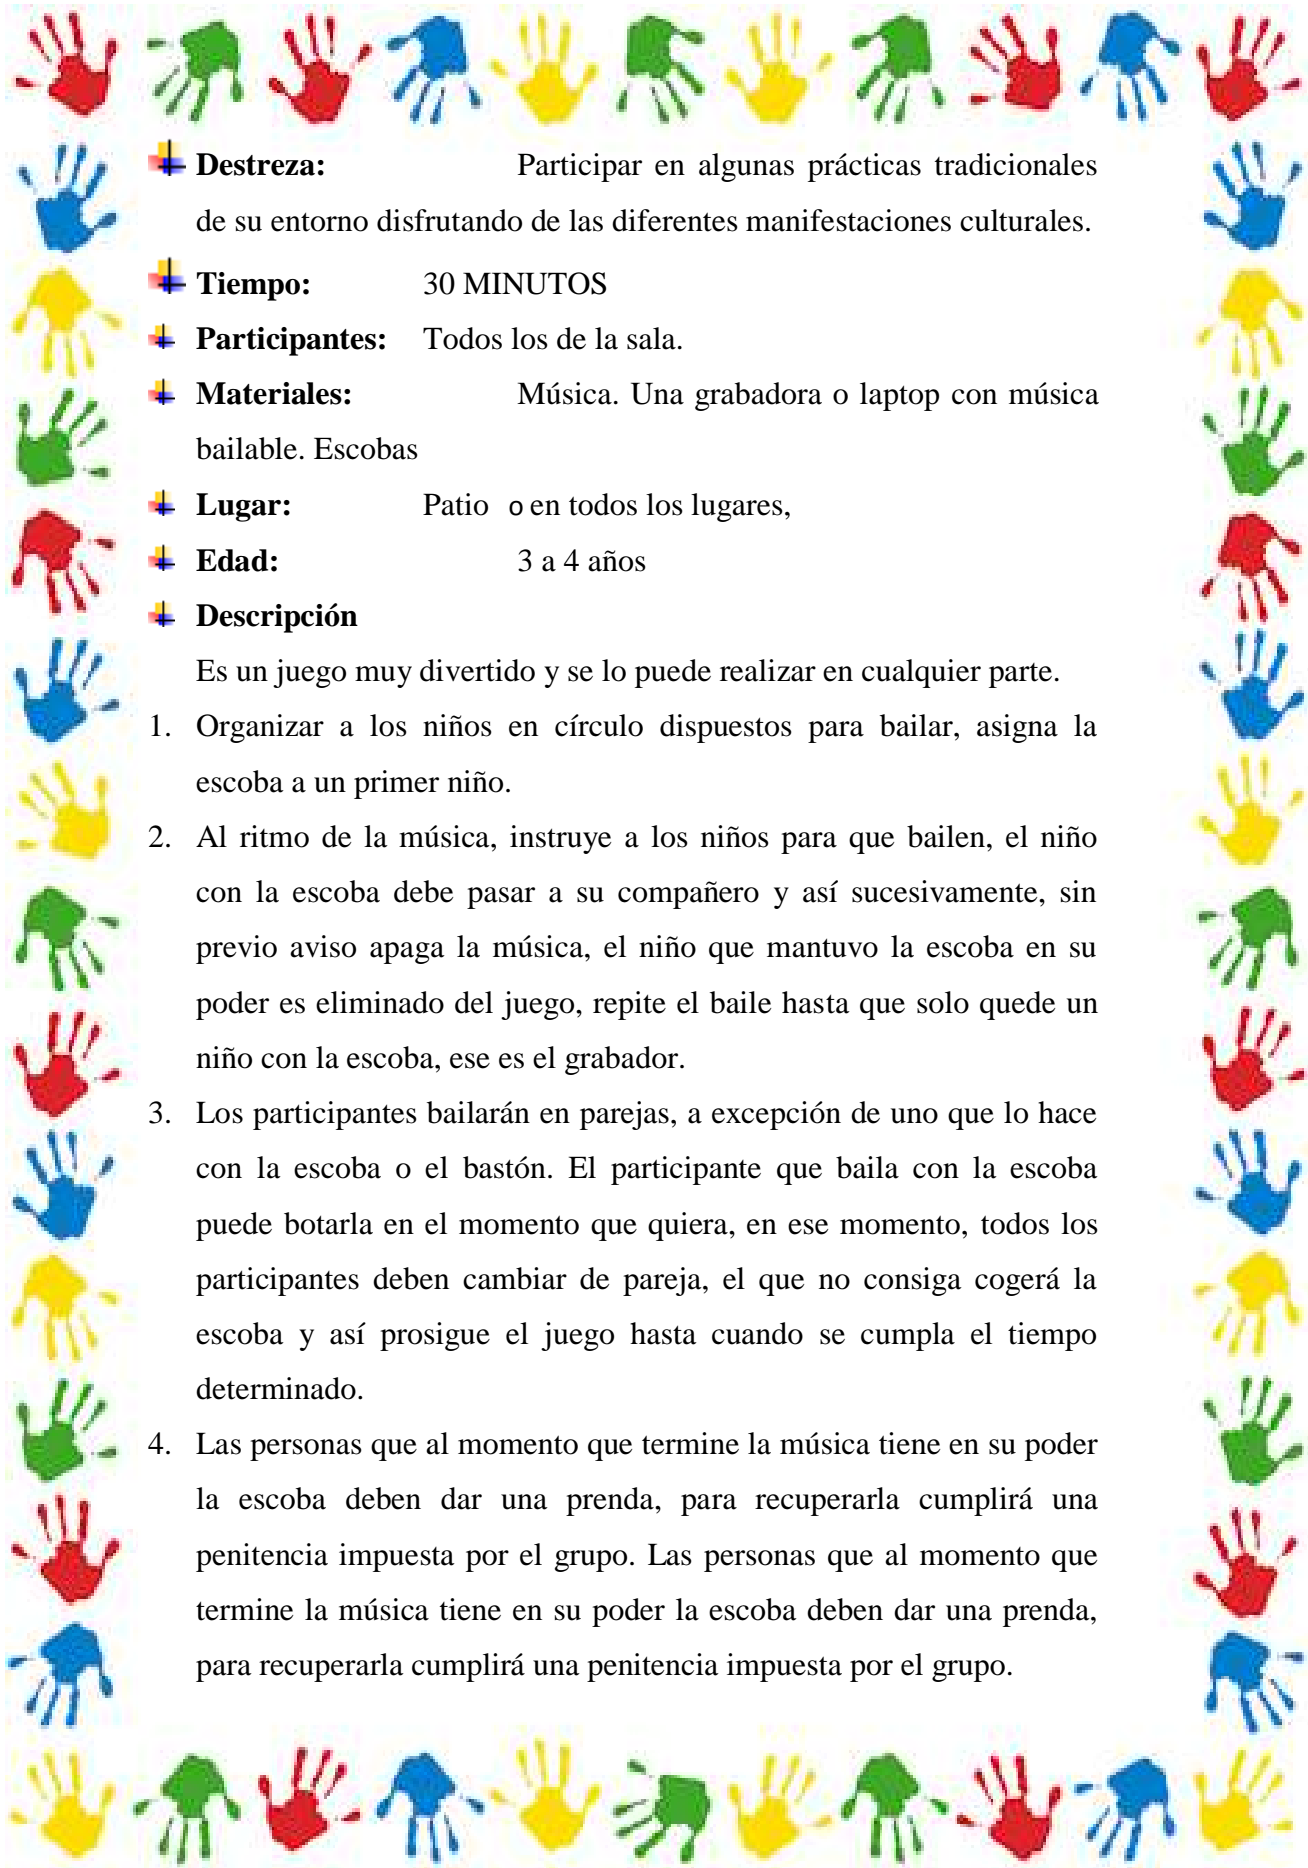 Destreza: Participar en algunas prácticas tradicionales
de su entorno disfrutando de las diferentes manifestaciones culturales.
Tiempo: 30 MINUTOS
Participantes: Todos los de la sala.
Materiales: Música. Una grabadora o laptop con música
bailable. Escobas
Lugar: Patio o en todos los lugares,
Edad: 3 a 4 años
Descripción
Es un juego muy divertido y se lo puede realizar en cualquier parte.
1. Organizar a los niños en círculo dispuestos para bailar, asigna la
escoba a un primer niño.
2. Al ritmo de la música, instruye a los niños para que bailen, el niño
con la escoba debe pasar a su compañero y así sucesivamente, sin
previo aviso apaga la música, el niño que mantuvo la escoba en su
poder es eliminado del juego, repite el baile hasta que solo quede un
niño con la escoba, ese es el grabador.
3. Los participantes bailarán en parejas, a excepción de uno que lo hace
con la escoba o el bastón. El participante que baila con la escoba
puede botarla en el momento que quiera, en ese momento, todos los
participantes deben cambiar de pareja, el que no consiga cogerá la
escoba y así prosigue el juego hasta cuando se cumpla el tiempo
determinado.
4. Las personas que al momento que termine la música tiene en su poder
la escoba deben dar una prenda, para recuperarla cumplirá una
penitencia impuesta por el grupo. Las personas que al momento que
termine la música tiene en su poder la escoba deben dar una prenda,
para recuperarla cumplirá una penitencia impuesta por el grupo.